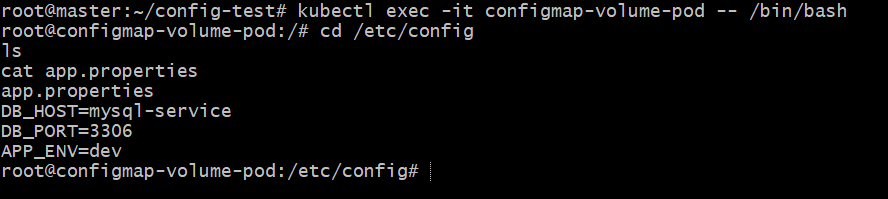 root@master:~/config-test# kubectl exec -it configmap-volume-pod -- /bin/bash
root@configmap-volume-pod:/# cd /etc/config
ls
cat app.properties
app.properties
DB_HOST=mysql-service
DB_PORT=3306
APP_ENV=dev
root@configmap-volume-pod:/etc/config#